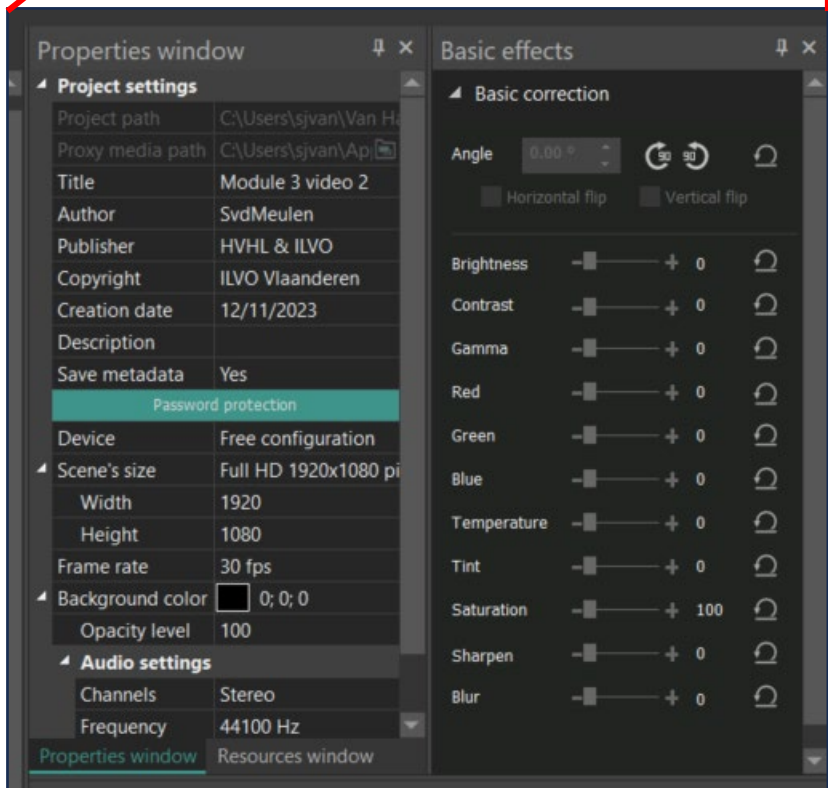 Properties window
Project settings
Project path C:\Users\sjvan\Van Ha
Proxy media path C:\Users\sjvan\Ap
Title Module 3 video 2
Author SvdMeulen
Publisher HVHL & ILVO
Copyright ILVO Vlaanderen
Creation date 12/11/2023
Description
Save metadata Yes
Password protection
Device Free configuration
Scene's size Full HD 1920x1080 pi
Width 1920
Height 1080
Frame rate 30 fps
Background color 0; 0; 0
Opacity level 100
Audio settings
Channels Stereo
Frequency 44100 Hz
Properties window Resources window
Basic effects
Basic correction
Angle 0.00 ° 90 90
Horizontal flip Vertical flip
Brightness 0
Contrast 0
Gamma 0
Red 0
Green 0
Blue 0
Temperature 0
Tint 0
Saturation 100
Sharpen 0
Blur 0